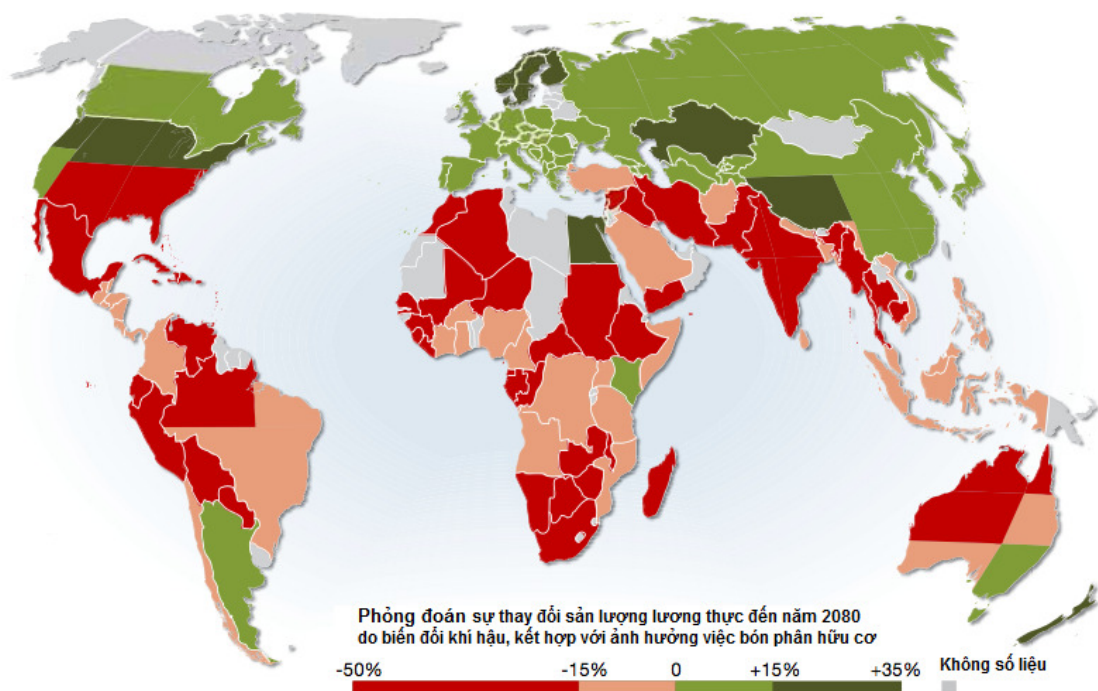 Phỏng đoán sự thay đổi sản lượng lương thực đến năm 2080
do biến đổi khí hậu, kết hợp với ảnh hưởng việc bón phân hữu cơ
-50% -15% 0 +15% +35% Không số liệu